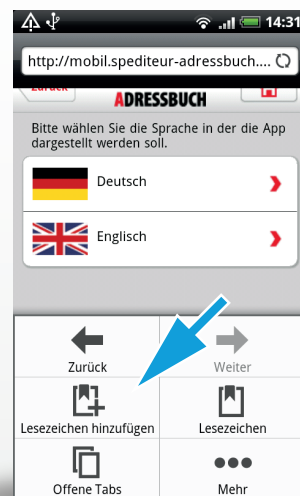 14:31
http://mobil.spediteur-adressbuch....
Zurück
ADRESSBUCH
Bitte wählen Sie die Sprache in der die App
dargestellt werden soll.
Deutsch
Englisch
Zurück
Weiter
Lesezeichen hinzufügen
Lesezeichen
Offene Tabs
Mehr